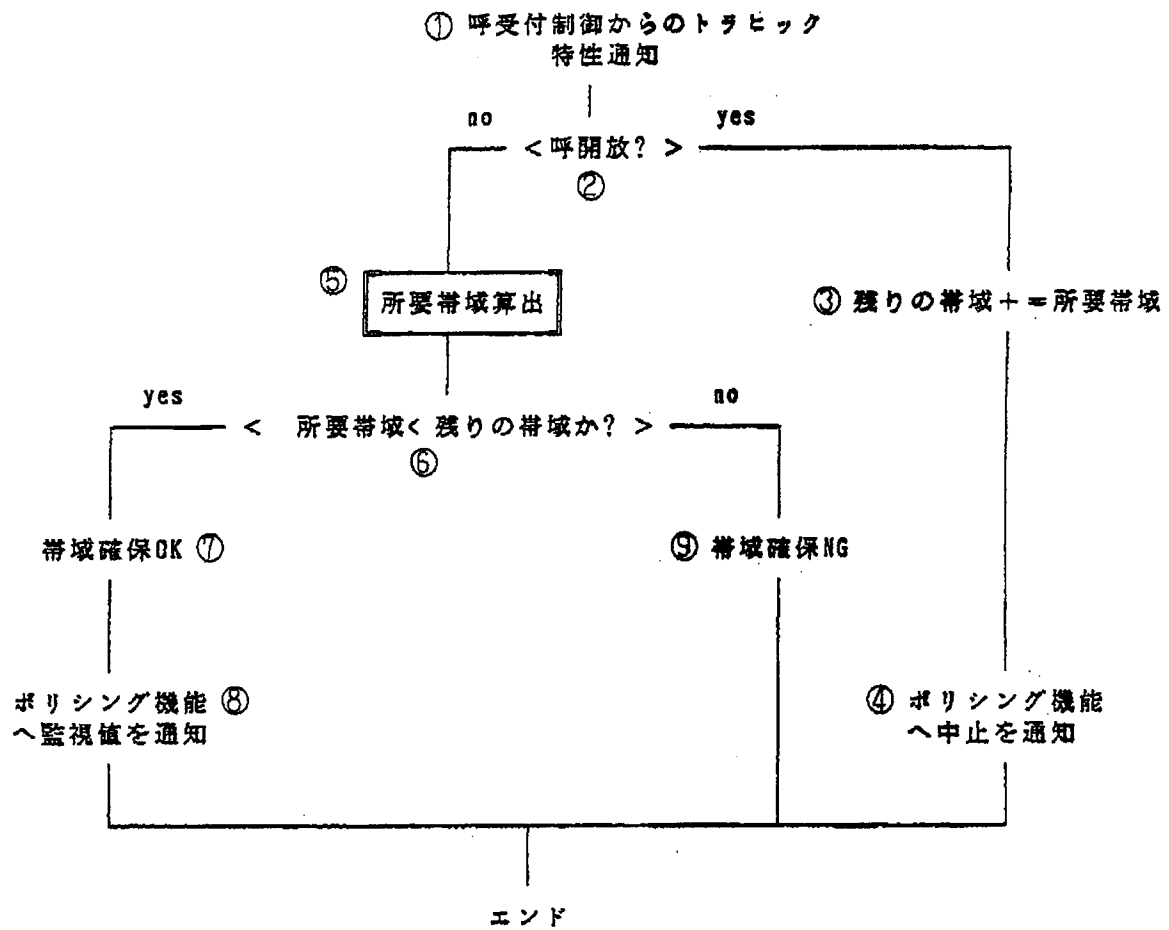 ① 呼受付制御からのトラヒック
特性通知
no
yes
<呼開放? >
②
⑤
所要帯域算出
③ 残りの帯域+=所要帯域
yes
no
< 所要帯域< 残りの帯域か? >
⑥
帯域確保OK ⑦
⑨ 帯域確保NG
ポリシング機能 ⑧
へ監視値を通知
④ ポリシング機能
へ中止を通知
エンド